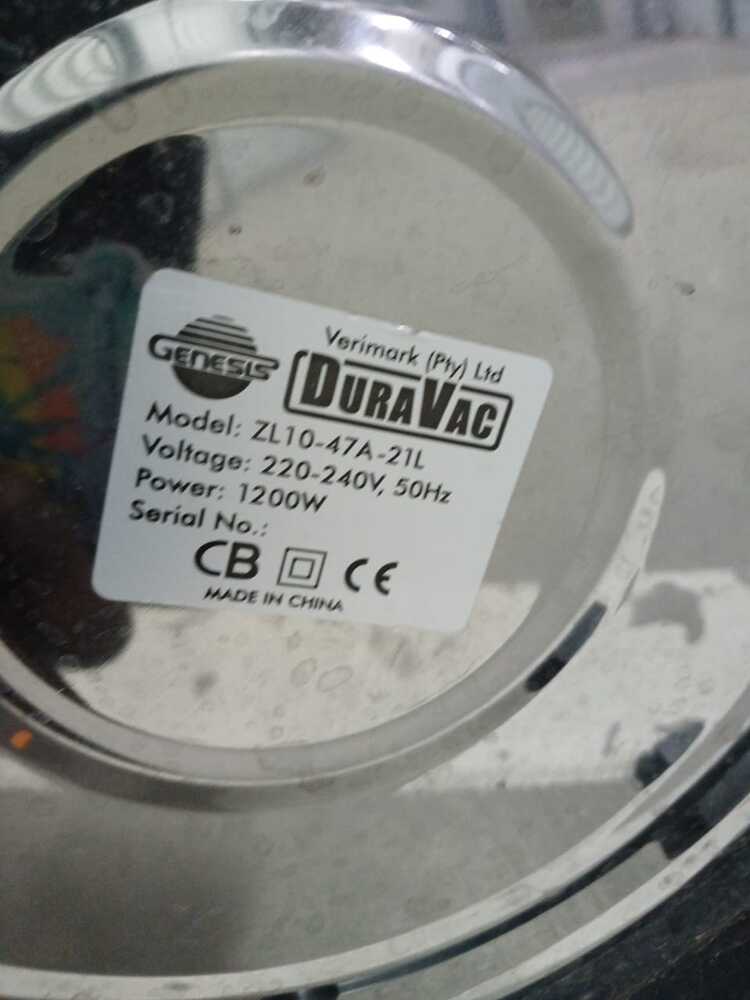 GENESIS
Verimark (Pty) Ltd
DURAVAC
Model: ZL10-47A-21L
Voltage: 220-240V, 50Hz
Power: 1200W
Serial No.:
CB CE
MADE IN CHINA